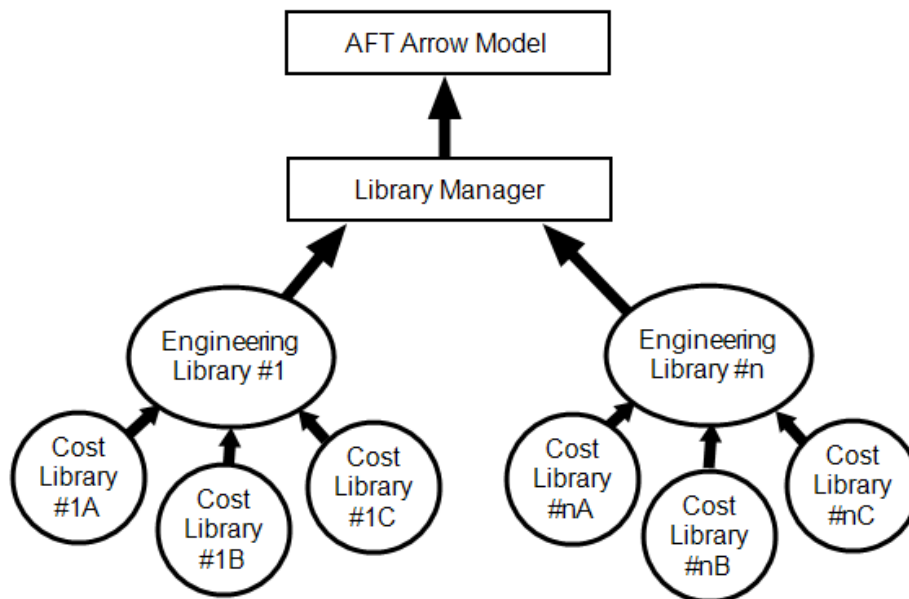 AFT Arrow Model
Library Manager
Engineering
Library #1
Engineering
Library #n
Cost
Library
#1A
Cost
Library
#1B
Cost
Library
#1C
Cost
Library
#nA
Cost
Library
#nB
Cost
Library
#nC